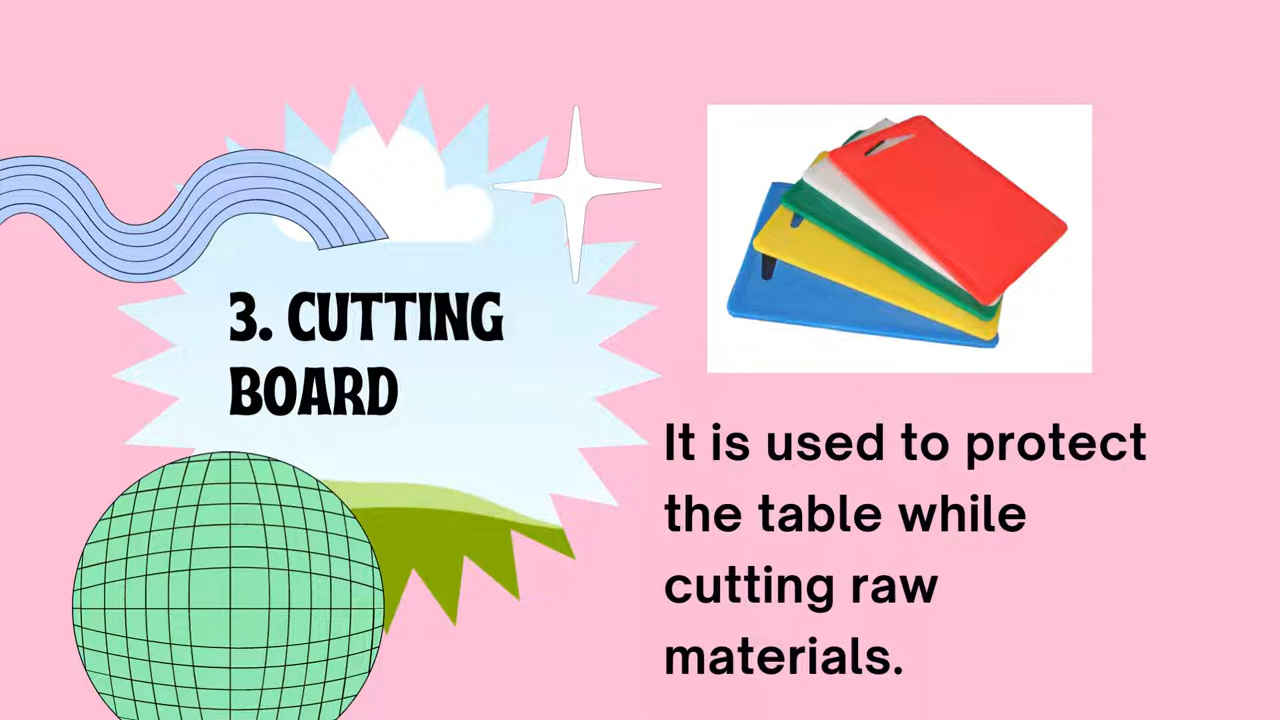 3. CUTTING
BOARD
It is used to protect
the table while
cutting raw
materials.